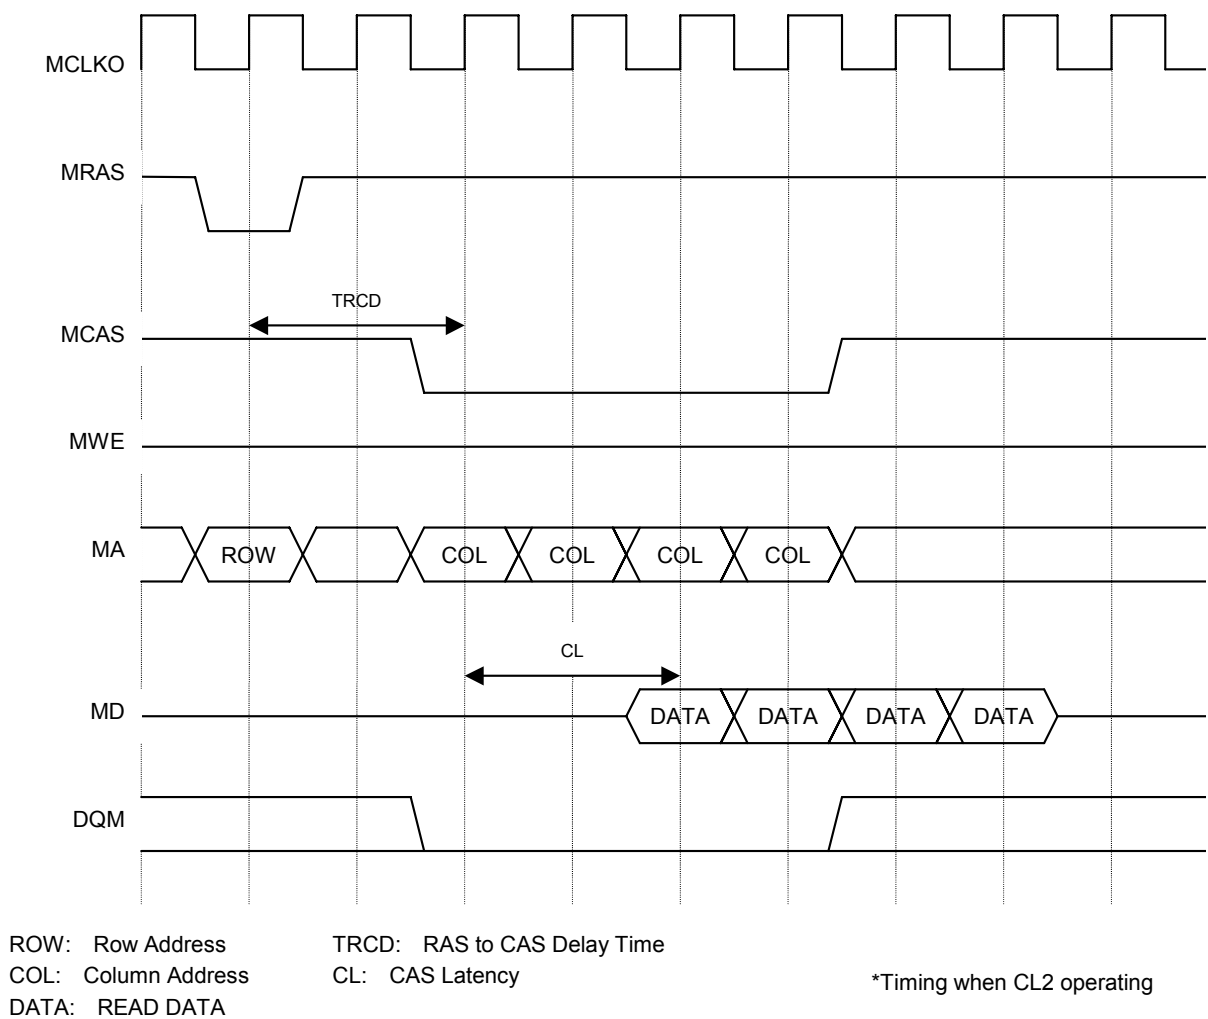 MCLKO
MRAS
TRCD
MCAS
MWE
MA ROW COL COL COL COL
CL
MD DATA DATA DATA DATA
DQM
ROW: Row Address TRCD: RAS to CAS Delay Time
COL: Column Address CL: CAS Latency
*Timing when CL2 operating
DATA: READ DATA